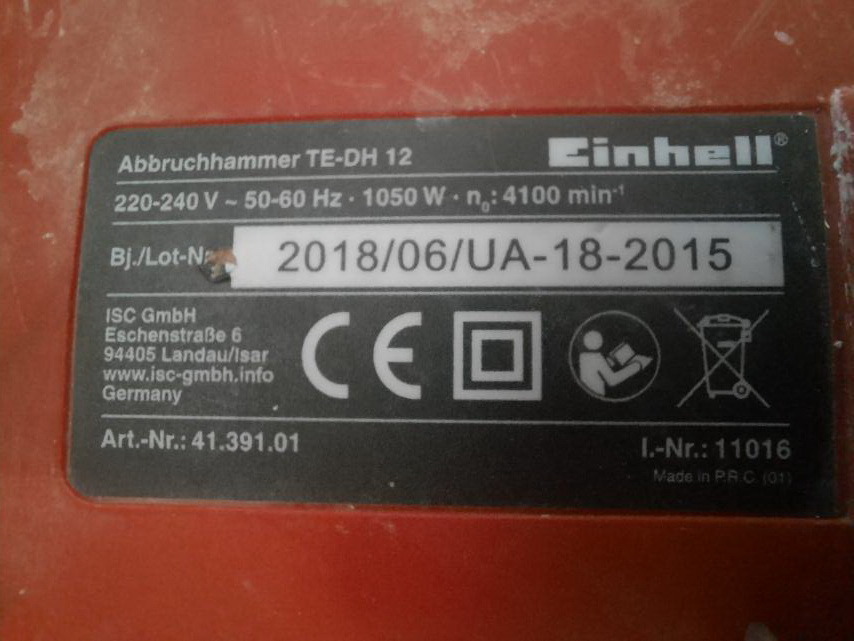 Abbruchhammer TE-DH 12 Einhell®
220-240 V ~ 50-60 Hz · 1050 W · n₀: 4100 min⁻¹
Bj./Lot-Nr 2018/06/UA-18-2015
ISC GmbH
Eschenstraße 6
94405 Landau/Isar
www.isc-gmbh.info
Germany
CE
Art.-Nr.: 41.391.01 I.-Nr.: 11016
Made in P.R.C. (01)